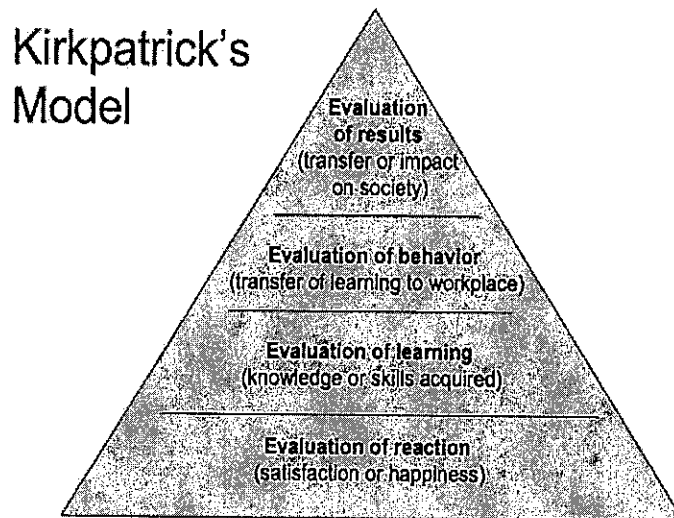 Kirkpatrick's
Model
Evaluation
of results
(transfer or impact
on society)
Evaluation of behavior
(transfer of learning to workplace)
Evaluation of learning
(knowledge or skills acquired)
Evaluation of reaction
(satisfaction or happiness)